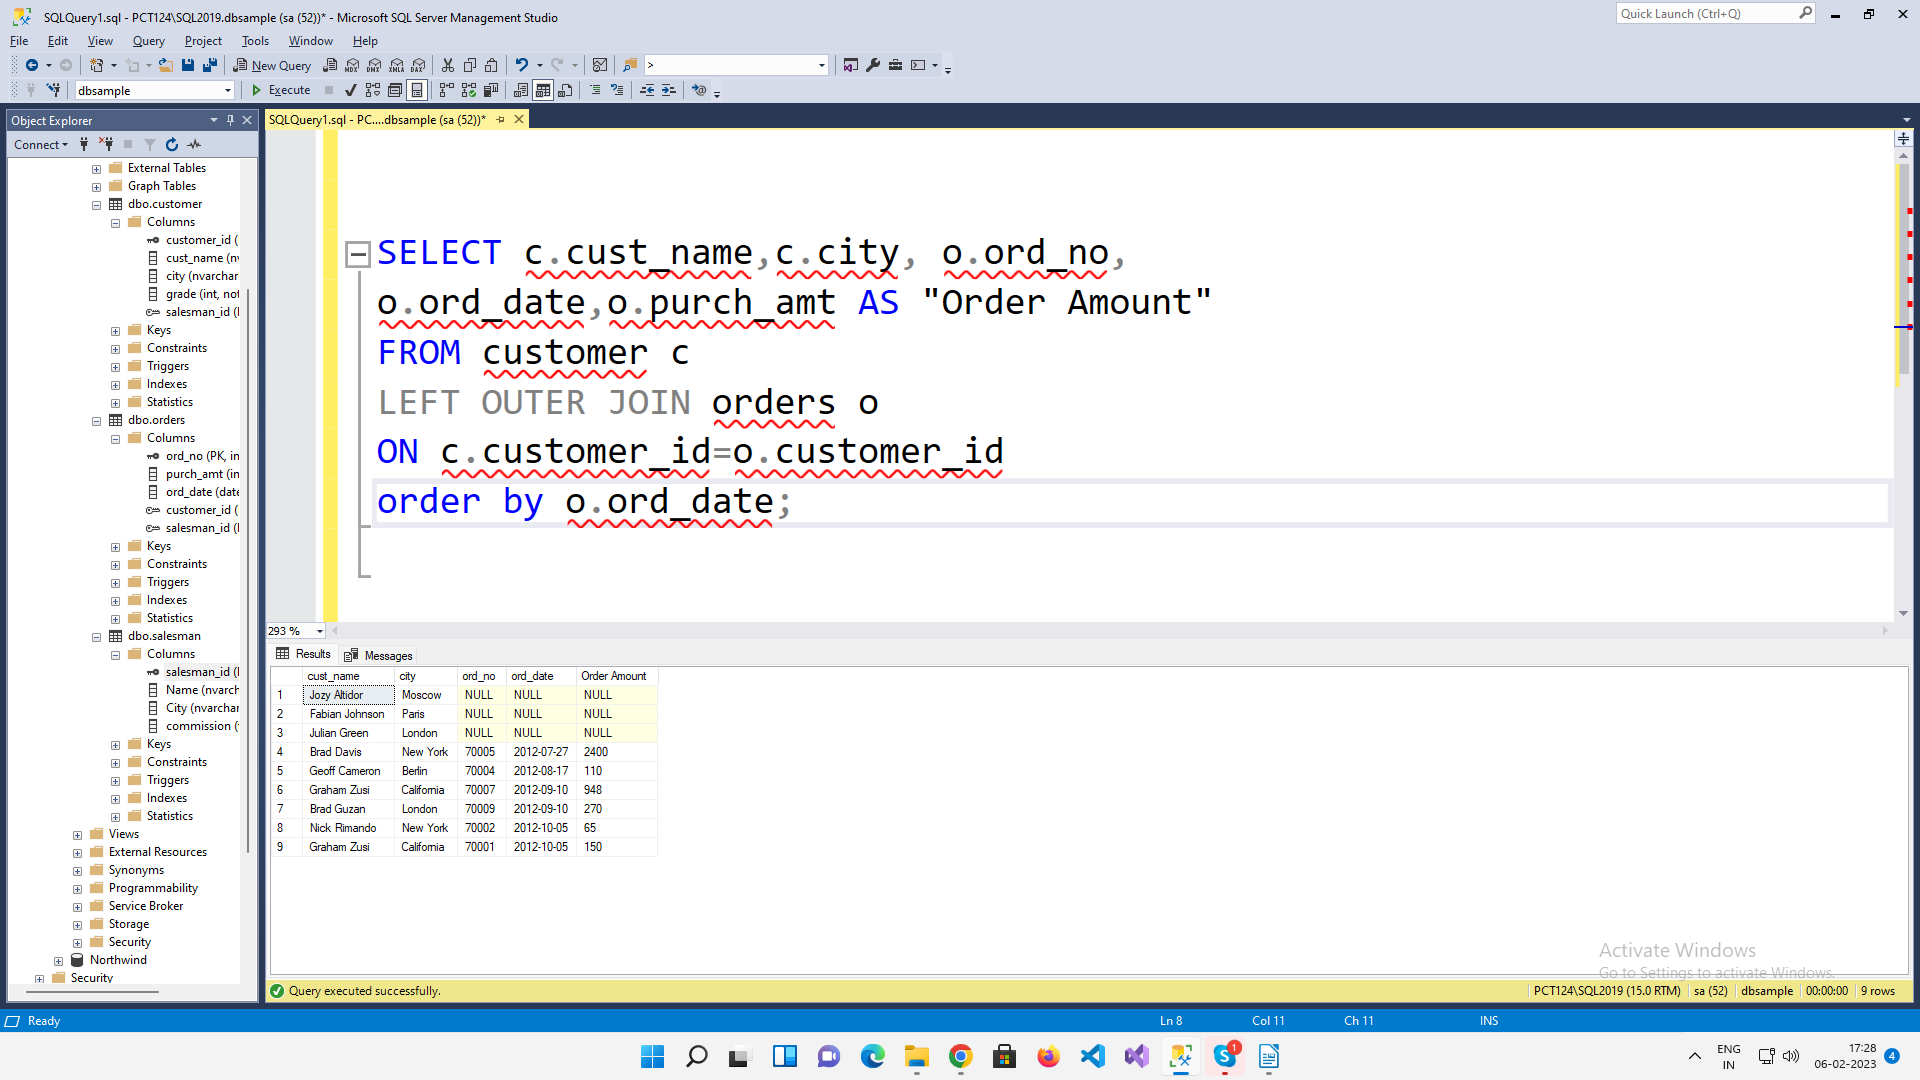 SQLQuery1.sql - PCT124\SQL2019.dbsample (sa (52))* - Microsoft SQL Server Management Studio
Quick Launch (Ctrl+Q)
File Edit View Query Project Tools Window Help
New Query
>
dbsample
Execute
Object Explorer
SQLQuery1.sql - PC....dbsample (sa (52))*
Connect
External Tables
Graph Tables
dbo.customer
Columns
customer_id (
cust_name (nv
city (nvarchar
grade (int, not
salesman_id (
Keys
Constraints
Triggers
Indexes
Statistics
dbo.orders
Columns
ord_no (PK, in
purch_amt (in
ord_date (date
customer_id (
salesman_id (
Keys
Constraints
Triggers
Indexes
Statistics
dbo.salesman
Columns
salesman_id (
Name (nvarch
City (nvarchar
commission (
Keys
Constraints
Triggers
Indexes
Statistics
Views
External Resources
Synonyms
Programmability
Service Broker
Storage
Security
Northwind
Security
SELECT c.cust_name,c.city, o.ord_no,
o.ord_date,o.purch_amt AS "Order Amount"
FROM customer c
LEFT OUTER JOIN orders o
ON c.customer_id=o.customer_id
order by o.ord_date;
293 %
Results Messages
cust_name city ord_no ord_date Order Amount
1 Jozy Altidor Moscow NULL NULL NULL
2 Fabian Johnson Paris NULL NULL NULL
3 Julian Green London NULL NULL NULL
4 Brad Davis New York 70005 2012-07-27 2400
5 Geoff Cameron Berlin 70004 2012-08-17 110
6 Graham Zusi California 70007 2012-09-10 948
7 Brad Guzan London 70009 2012-09-10 270
8 Nick Rimando New York 70002 2012-10-05 65
9 Graham Zusi California 70001 2012-10-05 150
Activate Windows
Go to Settings to activate Windows.
Query executed successfully.
PCT124\SQL2019 (15.0 RTM) sa (52) dbsample 00:00:00 9 rows
Ready
Ln 8 Col 11 Ch 11 INS
1
ENG
IN
17:28
06-02-2023
4